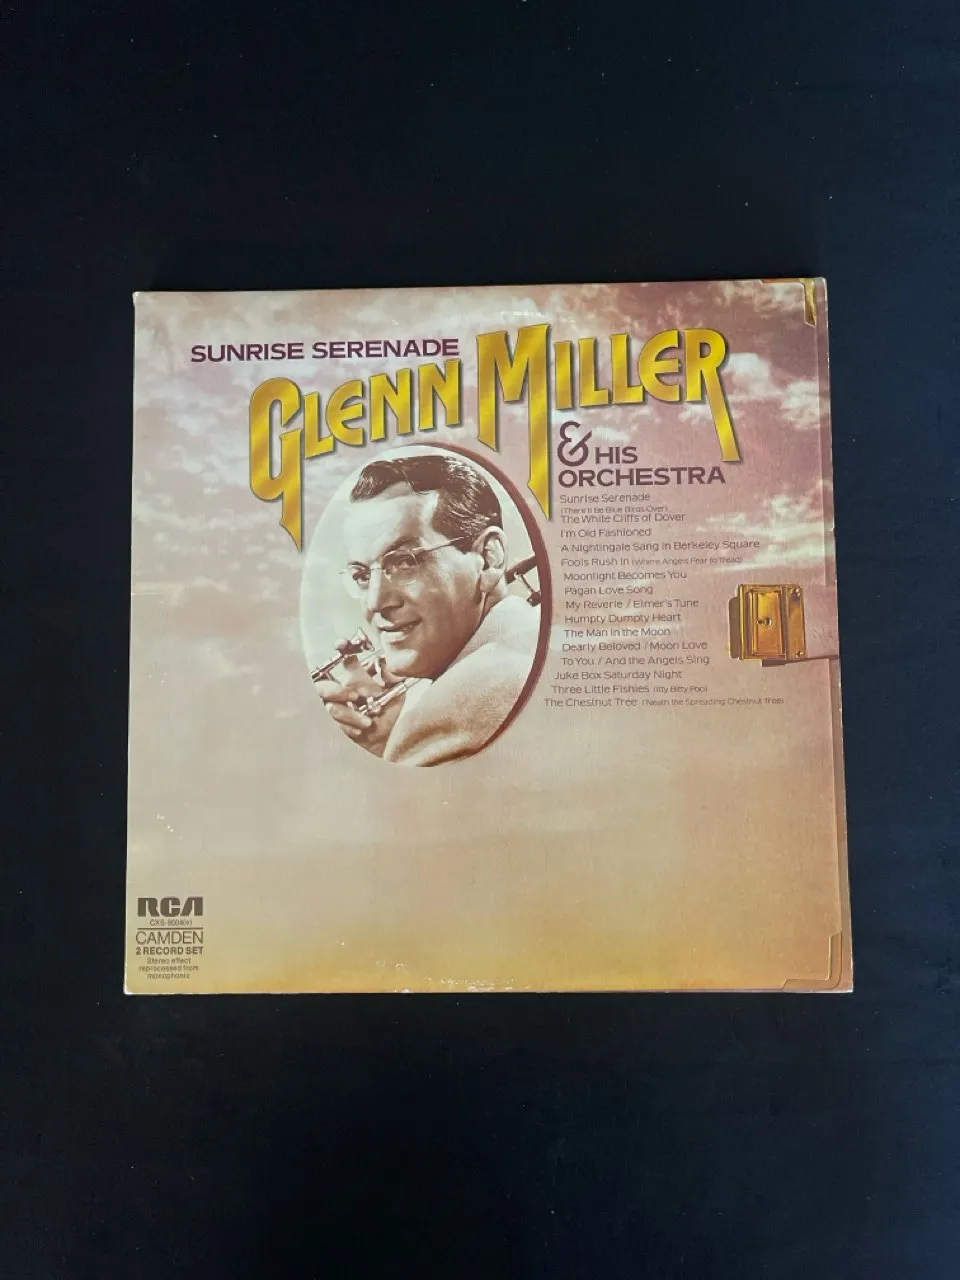 SUNRISE SERENADE
GLENN MILLER
& HIS
ORCHESTRA
Sunrise Serenade
(There'll Be Blue Birds Over)
The White Cliffs of Dover
I'm Old Fashioned
A Nightingale Sang in Berkeley Square
Fools Rush In (Where Angels Fear to Tread)
Moonlight Becomes You
Pagan Love Song
My Reverie / Elmer's Tune
Humpty Dumpty Heart
The Man in the Moon
Dearly Beloved / Moon Love
To You / And the Angels Sing
Juke Box Saturday Night
Three Little Fishies (Itty Bitty Poo)
The Chestnut Tree ('Neath the Spreading Chestnut Tree)
RCA
CXS-9004(e)
CAMDEN
2 RECORD SET
Stereo effect
reprocessed from
monophonic